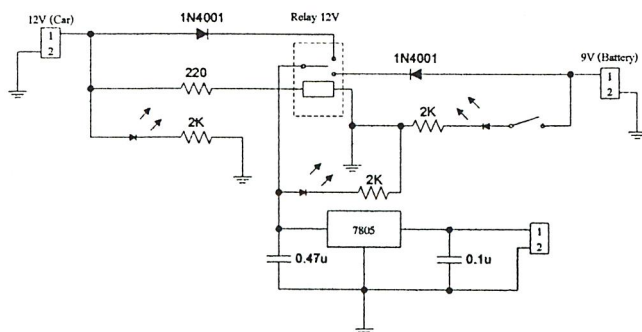 12V (Car)
1
2
1N4001
Relay 12V
1N4001
9V (Battery)
1
2
220
2K
2K
2K
7805
1
2
0.47u
0.1u